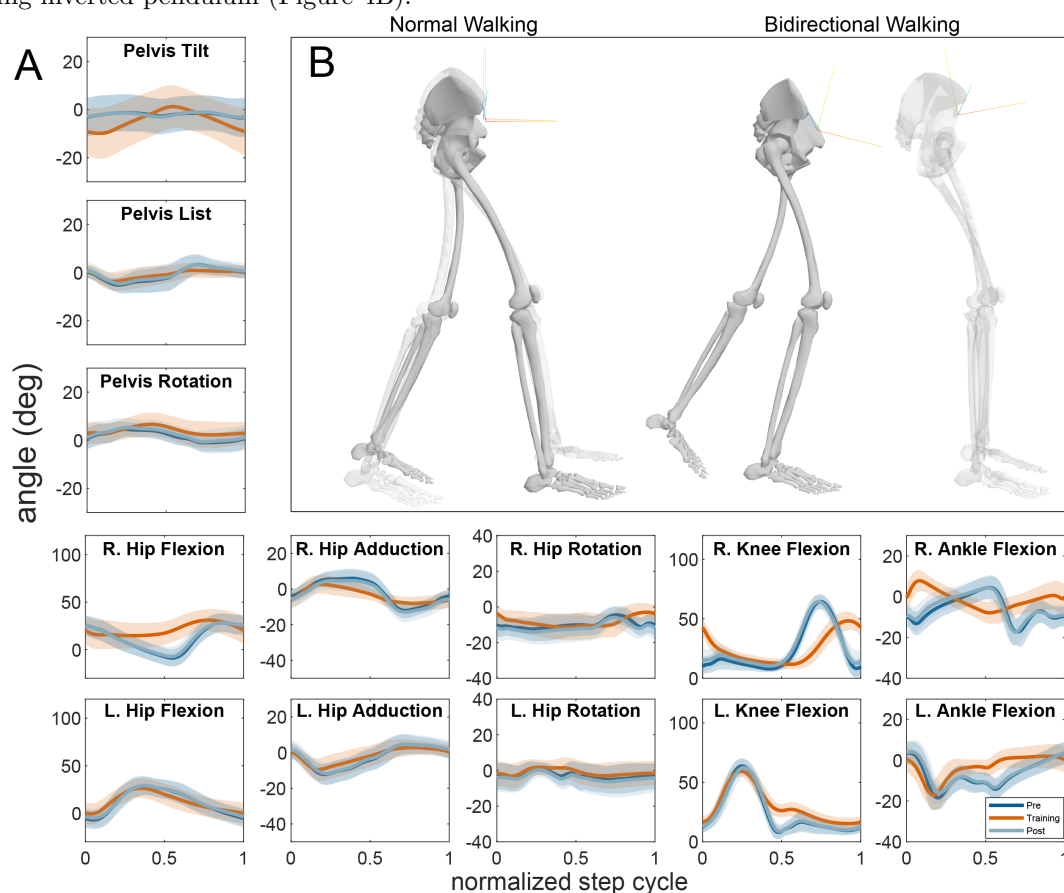 ing inverted pendulum (Figure 4B).
Normal Walking
Bidirectional Walking
A
B
Pelvis Tilt
20
0
-20
Pelvis List
20
0
-20
Pelvis Rotation
20
0
-20
angle (deg)
R. Hip Flexion
100
50
0
R. Hip Adduction
20
0
-20
-40
R. Hip Rotation
40
20
0
-20
-40
R. Knee Flexion
100
50
0
R. Ankle Flexion
20
0
-20
-40
L. Hip Flexion
100
50
0
0 0.5 1
L. Hip Adduction
20
0
-20
-40
0 0.5 1
L. Hip Rotation
40
20
0
-20
-40
0 0.5 1
L. Knee Flexion
100
50
0
0 0.5 1
L. Ankle Flexion
20
0
-20
-40
0 0.5 1
Pre
Training
Post
normalized step cycle